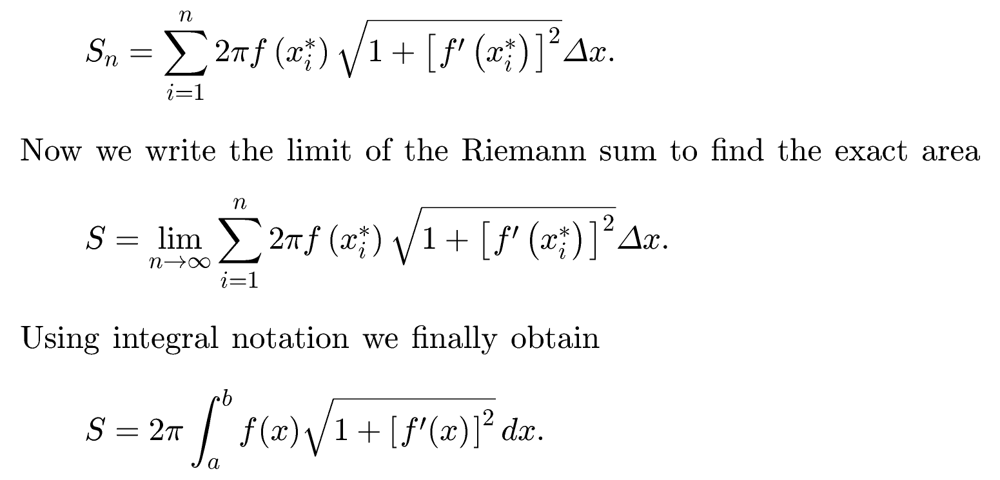 $S_n = \sum_{i=1}^{n} 2\pi f\left(x_i^*\right)\sqrt{1+\left[f'\left(x_i^*\right)\right]^2}\Delta x.$
Now we write the limit of the Riemann sum to find the exact area
$S = \lim_{n\to\infty} \sum_{i=1}^{n} 2\pi f\left(x_i^*\right)\sqrt{1+\left[f'\left(x_i^*\right)\right]^2}\Delta x.$
Using integral notation we finally obtain
$S = 2\pi \int_a^b f(x)\sqrt{1+\left[f'(x)\right]^2}\,dx.$